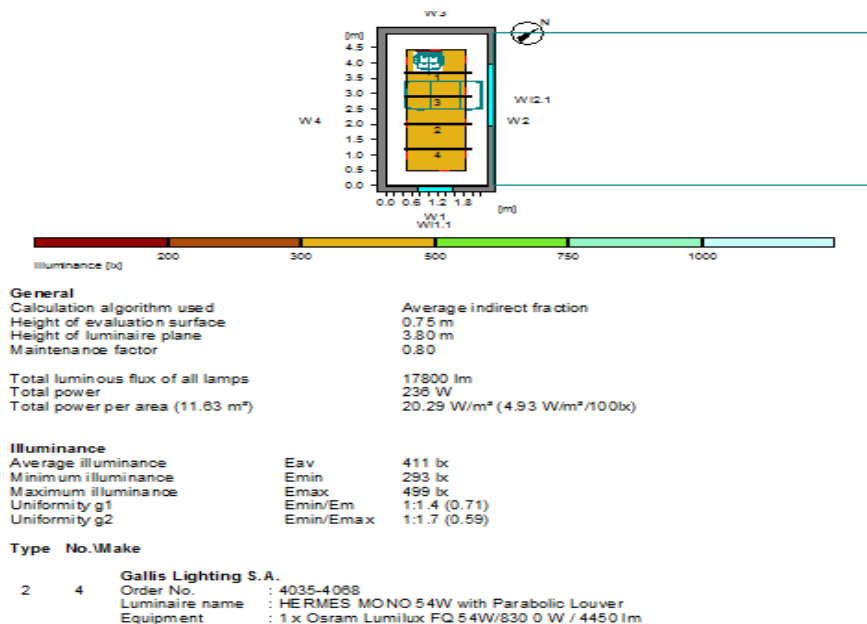 W3
[m]
N
4.5
4.0
1
3.5
3.0
3
WI2.1
2.5
W4
W2
2.0
2
1.5
1.0
4
0.5
0.0
0.0 0.6 1.2 1.8
[m]
W1
WI1.1
200 300 500 750 1000
Illuminance [lx]
General
Calculation algorithm used Average indirect fraction
Height of evaluation surface 0.75 m
Height of luminaire plane 3.80 m
Maintenance factor 0.80
Total luminous flux of all lamps 17800 lm
Total power 236 W
Total power per area (11.63 m²) 20.29 W/m² (4.93 W/m²/100lx)
Illuminance
Average illuminance Eav 411 lx
Minimum illuminance Emin 293 lx
Maximum illuminance Emax 499 lx
Uniformity g1 Emin/Em 1:1.4 (0.71)
Uniformity g2 Emin/Emax 1:1.7 (0.59)
Type No.\Make
Gallis Lighting S.A.
2 4 Order No. : 4035-4068
Luminaire name : HERMES MONO 54W with Parabolic Louver
Equipment : 1 x Osram Lumilux FQ 54W/830 0 W / 4450 lm